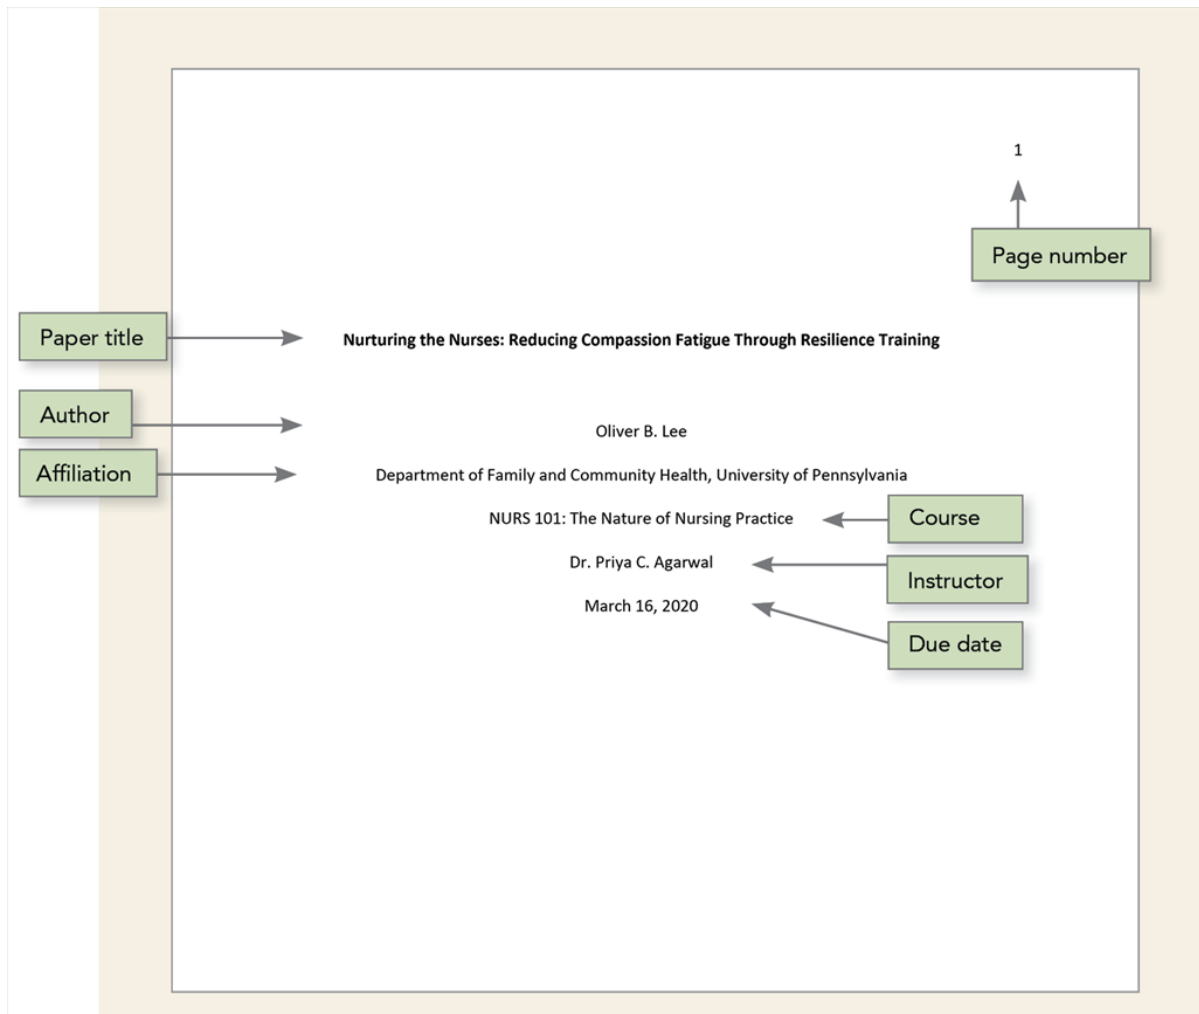 1
Page number
Paper title
Nurturing the Nurses: Reducing Compassion Fatigue Through Resilience Training
Author
Oliver B. Lee
Affiliation
Department of Family and Community Health, University of Pennsylvania
NURS 101: The Nature of Nursing Practice
Course
Dr. Priya C. Agarwal
Instructor
March 16, 2020
Due date